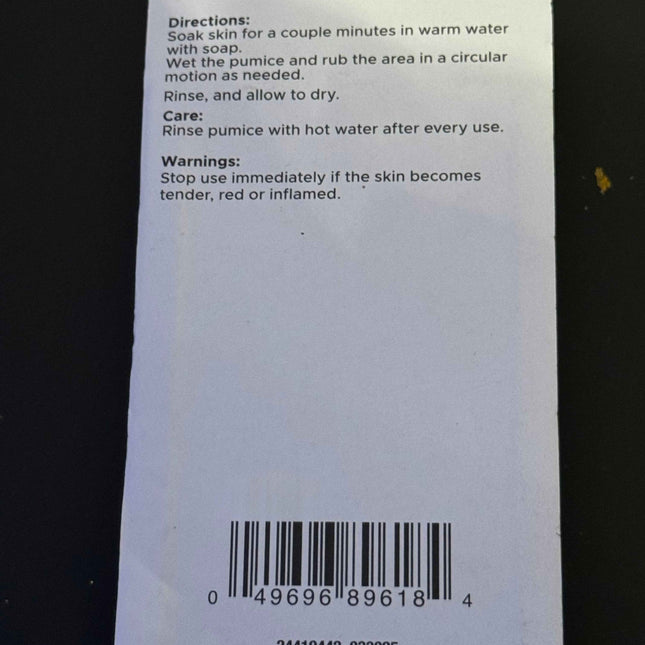 Directions:
Soak skin for a couple minutes in warm water
with soap.
Wet the pumice and rub the area in a circular
motion as needed.
Rinse, and allow to dry.
Care:
Rinse pumice with hot water after every use.
Warnings:
Stop use immediately if the skin becomes
tender, red or inflamed.
0 49696 89618 4